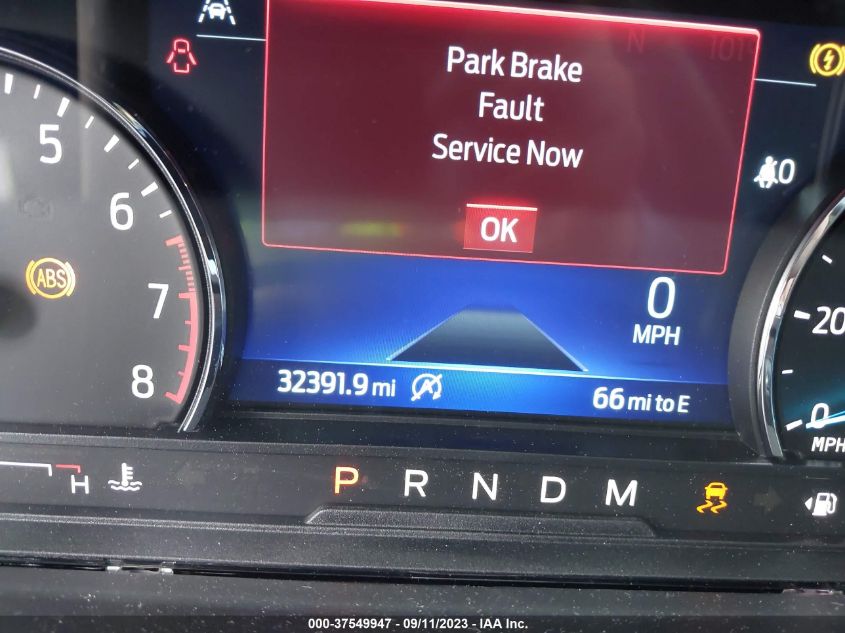 Park Brake
Fault
Service Now
OK
5
6
7
8
ABS
0
0
MPH
32391.9 mi
66 mi to E
20
0
MPH
H
P R N D M
000-37549947 - 09/11/2023 - IAA Inc.